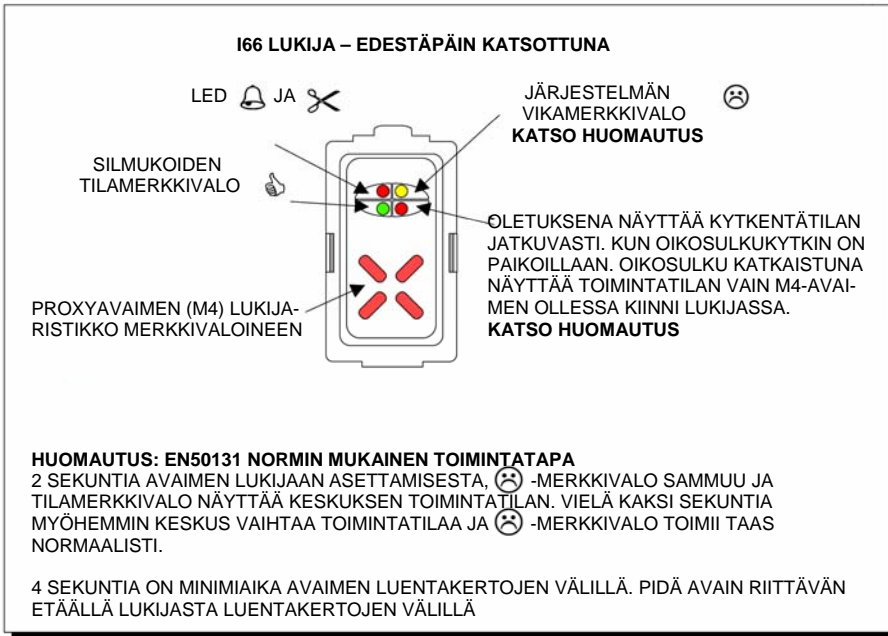 I66 LUKIJA – EDESTÄPÄIN KATSOTTUNA
LED JA
JÄRJESTELMÄN
VIKAMERKKIVALO
KATSO HUOMAUTUS
SILMUKOIDEN
TILAMERKKIVALO
OLETUKSENA NÄYTTÄÄ KYTKENTÄTILAN
JATKUVASTI. KUN OIKOSULKUKYTKIN ON
PAIKOILLAAN. OIKOSULKU KATKAISTUNA
NÄYTTÄÄ TOIMINTATILAN VAIN M4-AVAI-
MEN OLLESSA KIINNI LUKIJASSA.
KATSO HUOMAUTUS
PROXYAVAIMEN (M4) LUKIJA-
RISTIKKO MERKKIVALOINEEN
HUOMAUTUS: EN50131 NORMIN MUKAINEN TOIMINTATAPA
2 SEKUNTIA AVAIMEN LUKIJAAN ASETTAMISESTA, -MERKKIVALO SAMMUU JA
TILAMERKKIVALO NÄYTTÄÄ KESKUKSEN TOIMINTATILAN. VIELÄ KAKSI SEKUNTIA
MYÖHEMMIN KESKUS VAIHTAA TOIMINTATILAA JA -MERKKIVALO TOIMII TAAS
NORMAALISTI.
4 SEKUNTIA ON MINIMIAIKA AVAIMEN LUENTAKERTOJEN VÄLILLÄ. PIDÄ AVAIN RIITTÄVÄN
ETÄÄLLÄ LUKIJASTA LUENTAKERTOJEN VÄLILLÄ